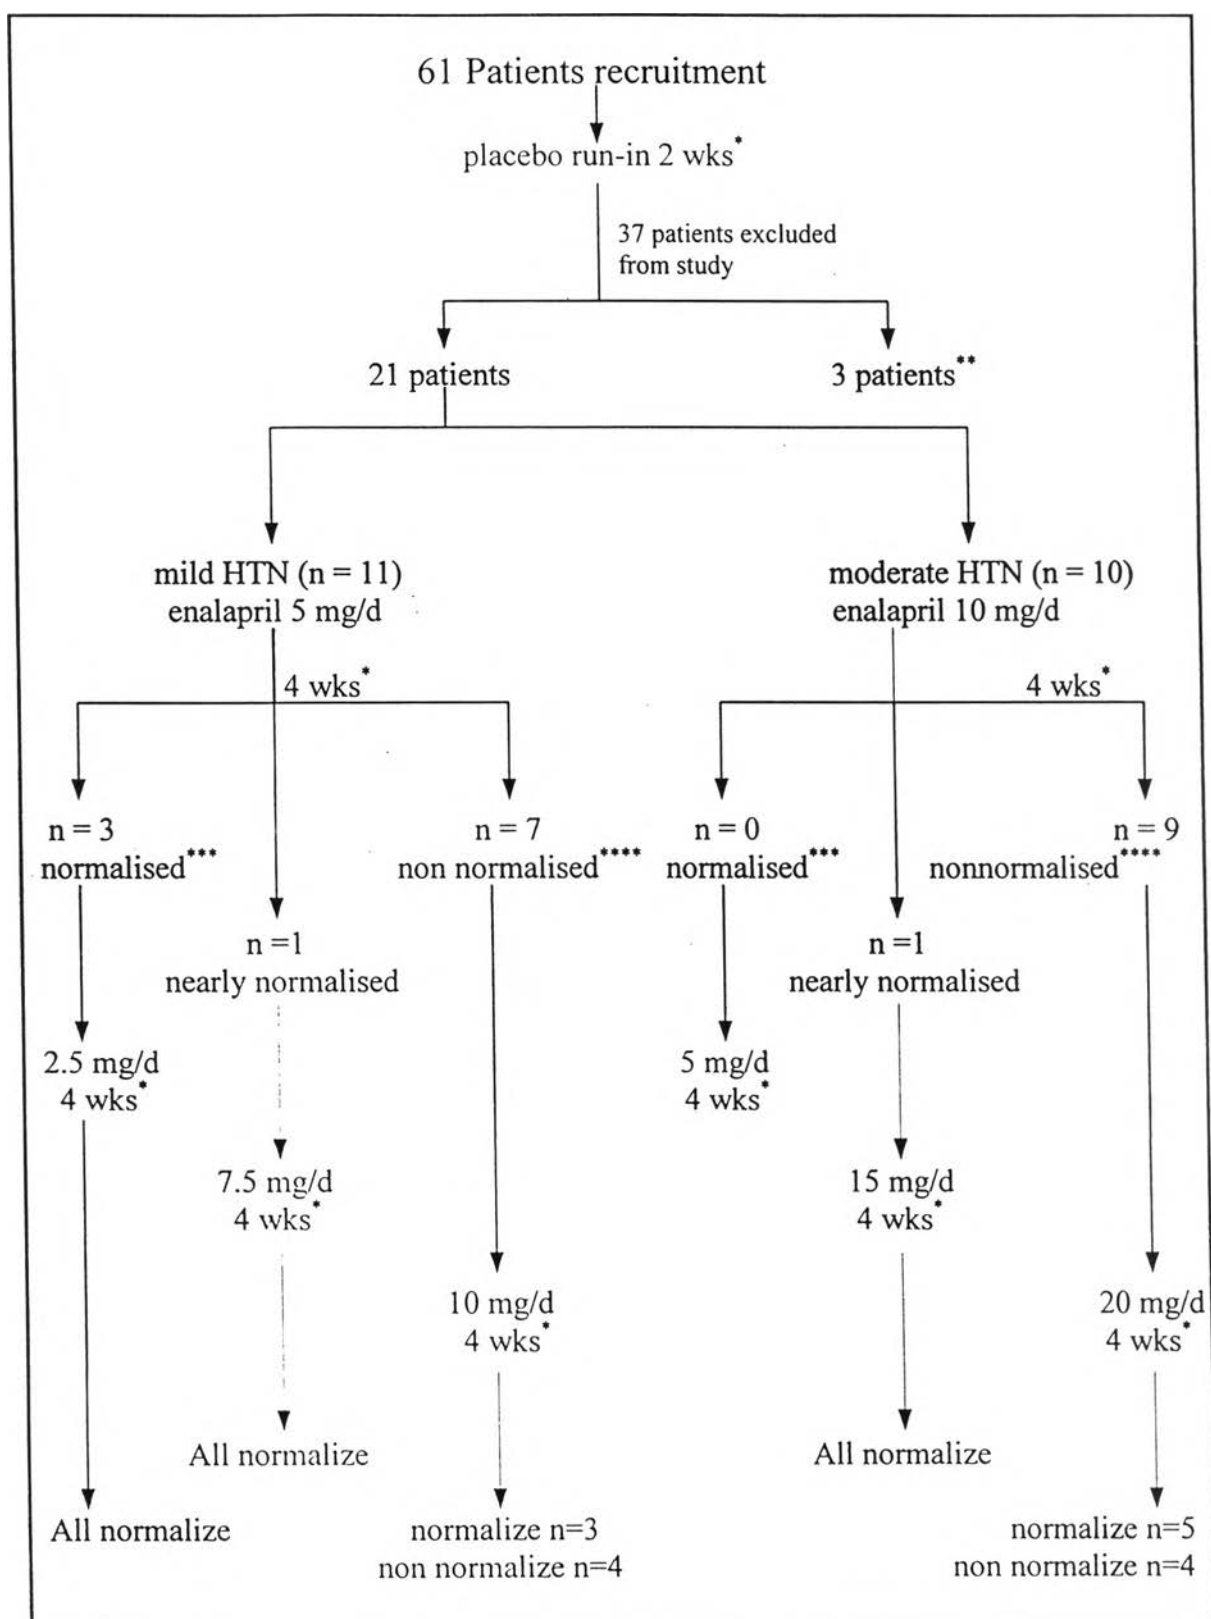 61 Patients recruitment
placebo run-in 2 wks*
37 patients excluded
from study
21 patients
3 patients**
mild HTN (n = 11)
enalapril 5 mg/d
moderate HTN (n = 10)
enalapril 10 mg/d
4 wks*
4 wks*
n = 3
normalised***
n = 7
non normalised****
n = 0
normalised***
n = 9
nonnormalised****
n =1
nearly normalised
n =1
nearly normalised
2.5 mg/d
4 wks*
5 mg/d
4 wks*
7.5 mg/d
4 wks*
15 mg/d
4 wks*
10 mg/d
4 wks*
20 mg/d
4 wks*
All normalize
All normalize
All normalize
normalize n=3
non normalize n=4
normalize n=5
non normalize n=4